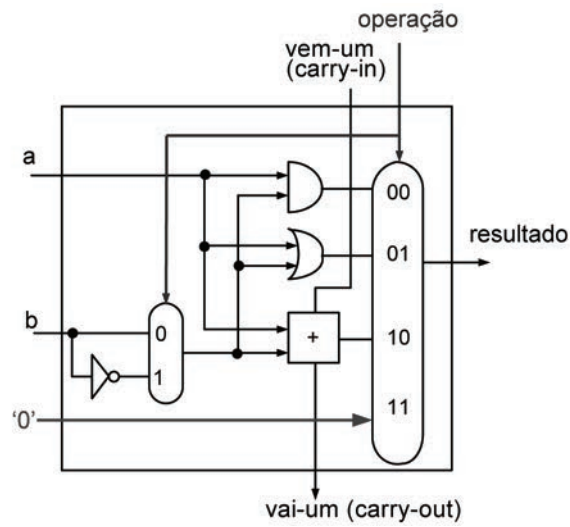 operação
vem-um
(carry-in)
a
00
01
resultado
b
0
+
10
1
11
'0'
vai-um (carry-out)